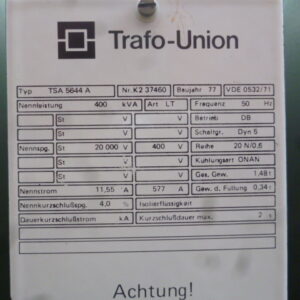 Trafo-Union
Typ TSA 5644 A Nr. K2 37460 Baujahr 77 VDE 0532/71
Nennleistung 400 kVA Art LT Frequenz 50 Hz
St V V Betrieb DB
St V V Schaltgr. Dyn 5
Nennspg. St 20 000 V 400 V Reihe 20 N/0,6
St V V Kühlungsart ONAN
St V V Ges. Gew. 1,48 t
Nennstrom 11,55 A 577 A Gew. d. Füllung 0,34 t
Nennkurzschlußspg. 4,0 % Isolierflüssigkeit
Dauerkurzschlußstrom kA Kurzschlußdauer max. 2 s
Achtung!